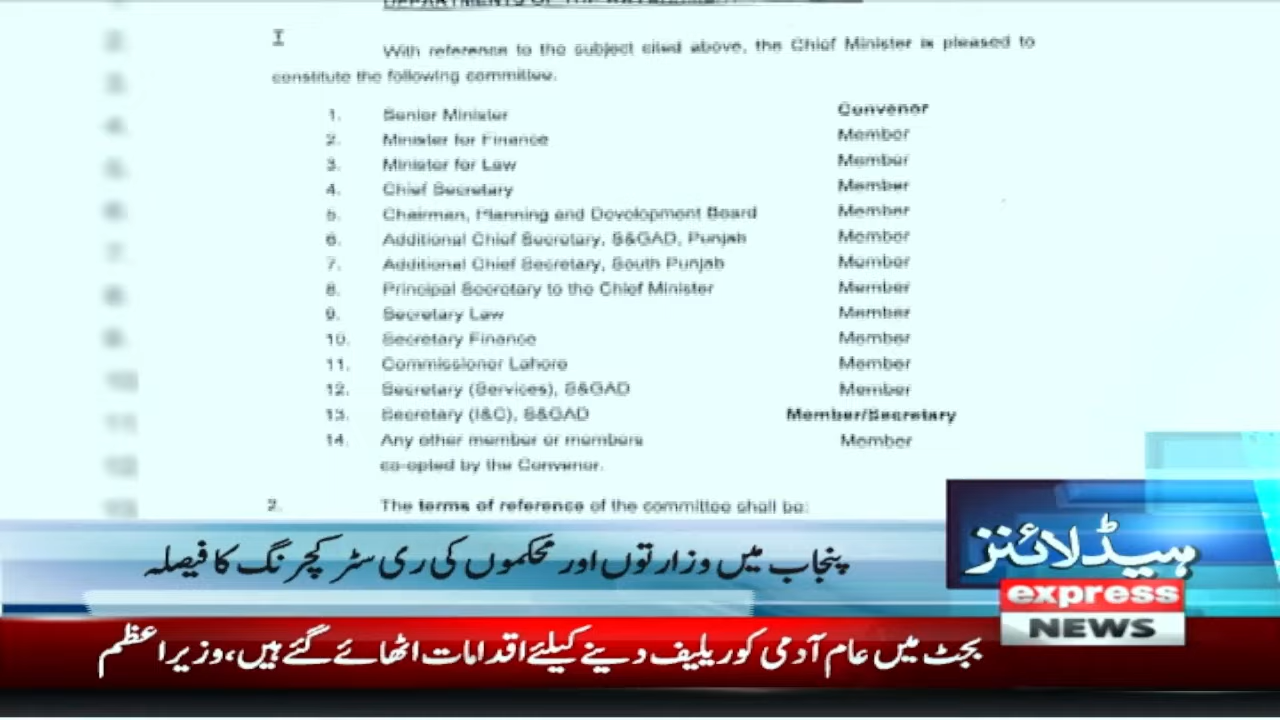 With reference to the subject cited above, the Chief Minister is pleased to
constitute the following committee.
1. Senior Minister Convenor
2. Minister for Finance Member
3. Minister for Law Member
4. Chief Secretary Member
5. Chairman, Planning and Development Board Member
6. Additional Chief Secretary, S&GAD, Punjab Member
7. Additional Chief Secretary, South Punjab Member
8. Principal Secretary to the Chief Minister Member
9. Secretary Law Member
10. Secretary Finance Member
11. Commissioner Lahore Member
12. Secretary (Services), S&GAD Member
13. Secretary (I&C), S&GAD Member/Secretary
14. Any other member or members Member
co-opted by the Convenor.
2. The terms of reference of the committee shall be:
پنجاب میں وزارتوں اور محکموں کی ری سٹرکچرنگ کا فیصلہ
ہیڈلائنز
express
NEWS
بجٹ میں عام آدمی کو ریلیف دینے کیلئے اقدامات اٹھائے گئے ہیں، وزیراعظم